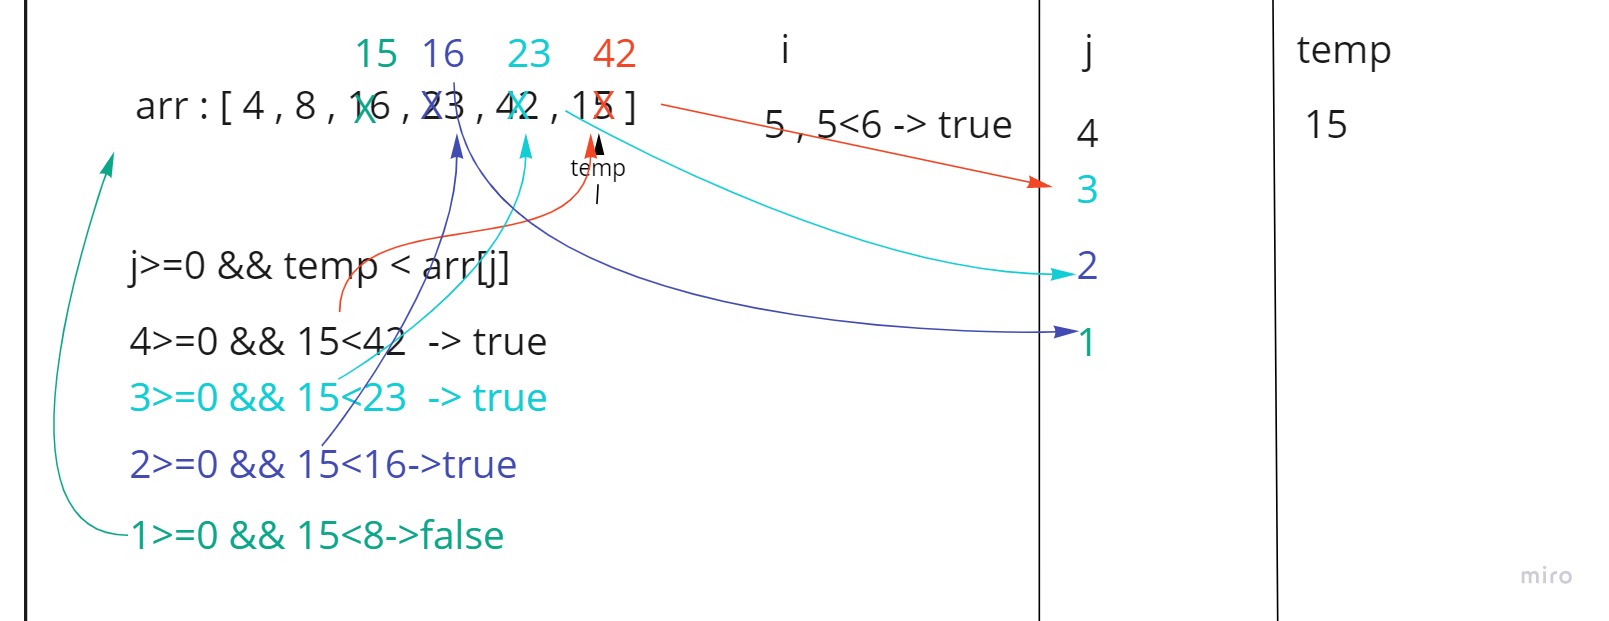 15 16 23 42
i j temp
arr : [ 4 , 8 , 16 , 23 , 42 , 15 ]
X X X X
5 , 5<6 -> true 4 15
temp
3
j>=0 && temp < arr[j] 2
4>=0 && 15<42 -> true 1
3>=0 && 15<23 -> true
2>=0 && 15<16->true
1>=0 && 15<8->false
miro